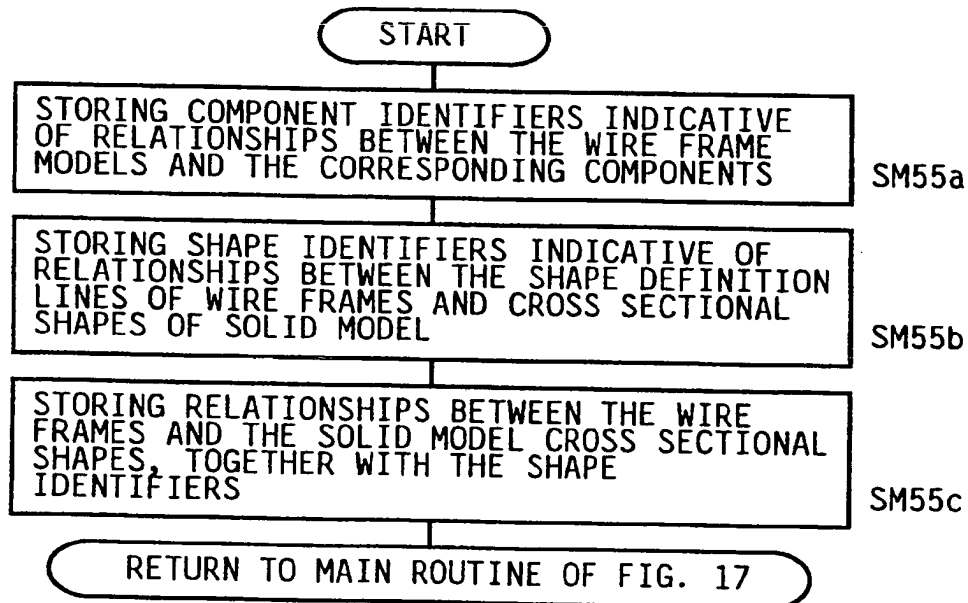 START
STORING COMPONENT IDENTIFIERS INDICATIVE
OF RELATIONSHIPS BETWEEN THE WIRE FRAME
MODELS AND THE CORRESPONDING COMPONENTS
SM55a
STORING SHAPE IDENTIFIERS INDICATIVE OF
RELATIONSHIPS BETWEEN THE SHAPE DEFINITION
LINES OF WIRE FRAMES AND CROSS SECTIONAL
SHAPES OF SOLID MODEL
SM55b
STORING RELATIONSHIPS BETWEEN THE WIRE
FRAMES AND THE SOLID MODEL CROSS SECTIONAL
SHAPES, TOGETHER WITH THE SHAPE
IDENTIFIERS
SM55c
RETURN TO MAIN ROUTINE OF FIG. 17